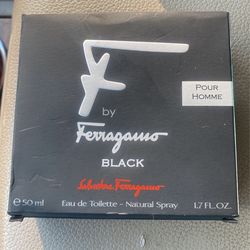 F
by
POUR
HOMME
Ferragamo
BLACK
Salvatore Ferragamo
℮ 50 ml Eau de Toilette - Natural Spray 1.7 FL. OZ.